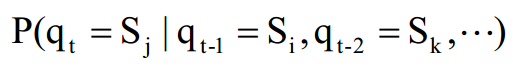 P(q_t = S_j | q_{t-1} = S_i, q_{t-2} = S_k, ⋯)